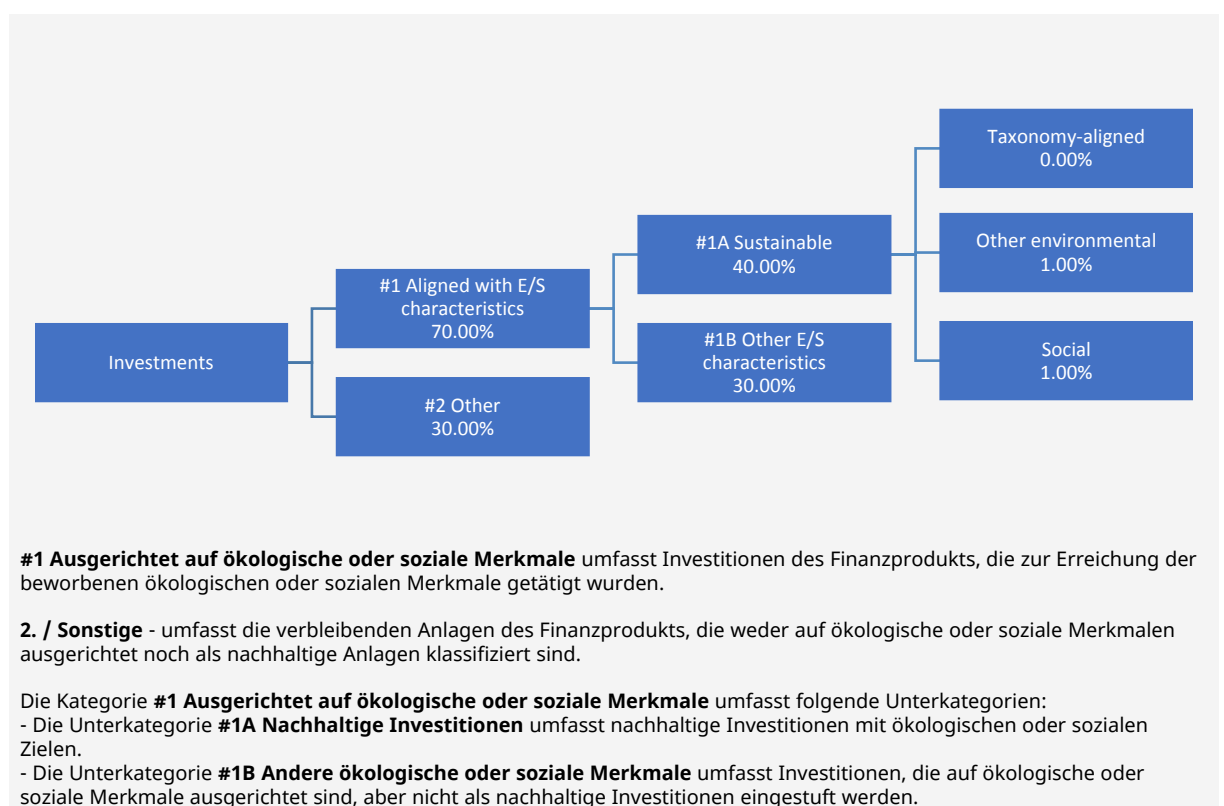 Investments
#1 Aligned with E/S
characteristics
70.00%
#2 Other
30.00%
#1A Sustainable
40.00%
#1B Other E/S
characteristics
30.00%
Taxonomy-aligned
0.00%
Other environmental
1.00%
Social
1.00%
#1 Ausgerichtet auf ökologische oder soziale Merkmale umfasst Investitionen des Finanzprodukts, die zur Erreichung der
beworbenen ökologischen oder sozialen Merkmale getätigt wurden.
2. / Sonstige - umfasst die verbleibenden Anlagen des Finanzprodukts, die weder auf ökologische oder soziale Merkmalen
ausgerichtet noch als nachhaltige Anlagen klassifiziert sind.
Die Kategorie #1 Ausgerichtet auf ökologische oder soziale Merkmale umfasst folgende Unterkategorien:
- Die Unterkategorie #1A Nachhaltige Investitionen umfasst nachhaltige Investitionen mit ökologischen oder sozialen
Zielen.
- Die Unterkategorie #1B Andere ökologische oder soziale Merkmale umfasst Investitionen, die auf ökologische oder
soziale Merkmale ausgerichtet sind, aber nicht als nachhaltige Investitionen eingestuft werden.